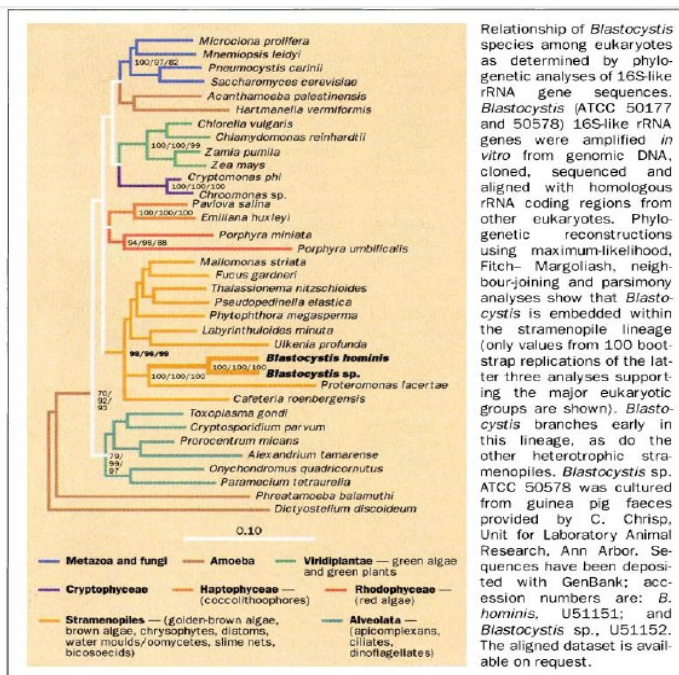 Microciona prolifera
Mnemiopsis leidyi
100/97/82
Pneumocystis carinii
Saccharomyces cerevisiae
Acanthamoeba palestinensis
Hartmanella vermiformis
Chlorella vulgaris
Chlamydomonas reinhardtii
100/100/99
Zamia pumila
Zea mays
Cryptomonas phi
100/100/100
Chroomonas sp.
Pavlova salina
100/100/100
Emiliana huxleyi
Porphyra miniata
94/98/88
Porphyra umbilicalis
Mallomonas striata
Fucus gardneri
Thalassionema nitzschioides
Pseudopedinella elastica
Phytophthora megasperma
Labyrinthuloides minuta
Ulkenia profunda
98/96/99
Blastocystis hominis
100/100/100
100/100/100
Blastocystis sp.
Proteromonas lacertae
Cafeteria roenbergensis
70/
92/
93
Toxoplasma gondi
Cryptosporidium parvum
Prorocentrum micans
Alexandrium tamarense
79/
99/
97
Onychondromus quadricornutus
Paramecium tetraurella
Phreatamoeba balamuthi
Dictyostelium discoideum
0.10
Metazoa and fungi
Amoeba
Viridiplantae — green algae
and green plants
Cryptophyceae
Haptophyceae —
(coccolithoophores)
Rhodophyceae —
(red algae)
Stramenopiles — (golden-brown algae,
brown algae, chrysophytes, diatoms,
water moulds/oomycetes, slime nets,
bicosoecids)
Alveolata —
(apicomplexans,
ciliates,
dinoflagellates)
Relationship of Blastocystis
species among eukaryotes
as determined by phylo-
genetic analyses of 16S-like
rRNA gene sequences.
Blastocystis (ATCC 50177
and 50578) 16S-like rRNA
genes were amplified in
vitro from genomic DNA,
cloned, sequenced and
aligned with homologous
rRNA coding regions from
other eukaryotes. Phylo-
genetic reconstructions
using maximum-likelihood,
Fitch– Margoliash, neigh-
bour-joining and parsimony
analyses show that Blasto-
cystis is embedded within
the stramenopile lineage
(only values from 100 boot-
strap replications of the lat-
ter three analyses support-
ing the major eukaryotic
groups are shown). Blasto-
cystis branches early in
this lineage, as do the
other heterotrophic stra-
menopiles. Blastocystis sp.
ATCC 50578 was cultured
from guinea pig faeces
provided by C. Chrisp,
Unit for Laboratory Animal
Research, Ann Arbor. Se-
quences have been deposi-
ted with GenBank; acc-
ession numbers are: B.
hominis, U51151; and
Blastocystis sp., U51152.
The aligned dataset is avail-
able on request.